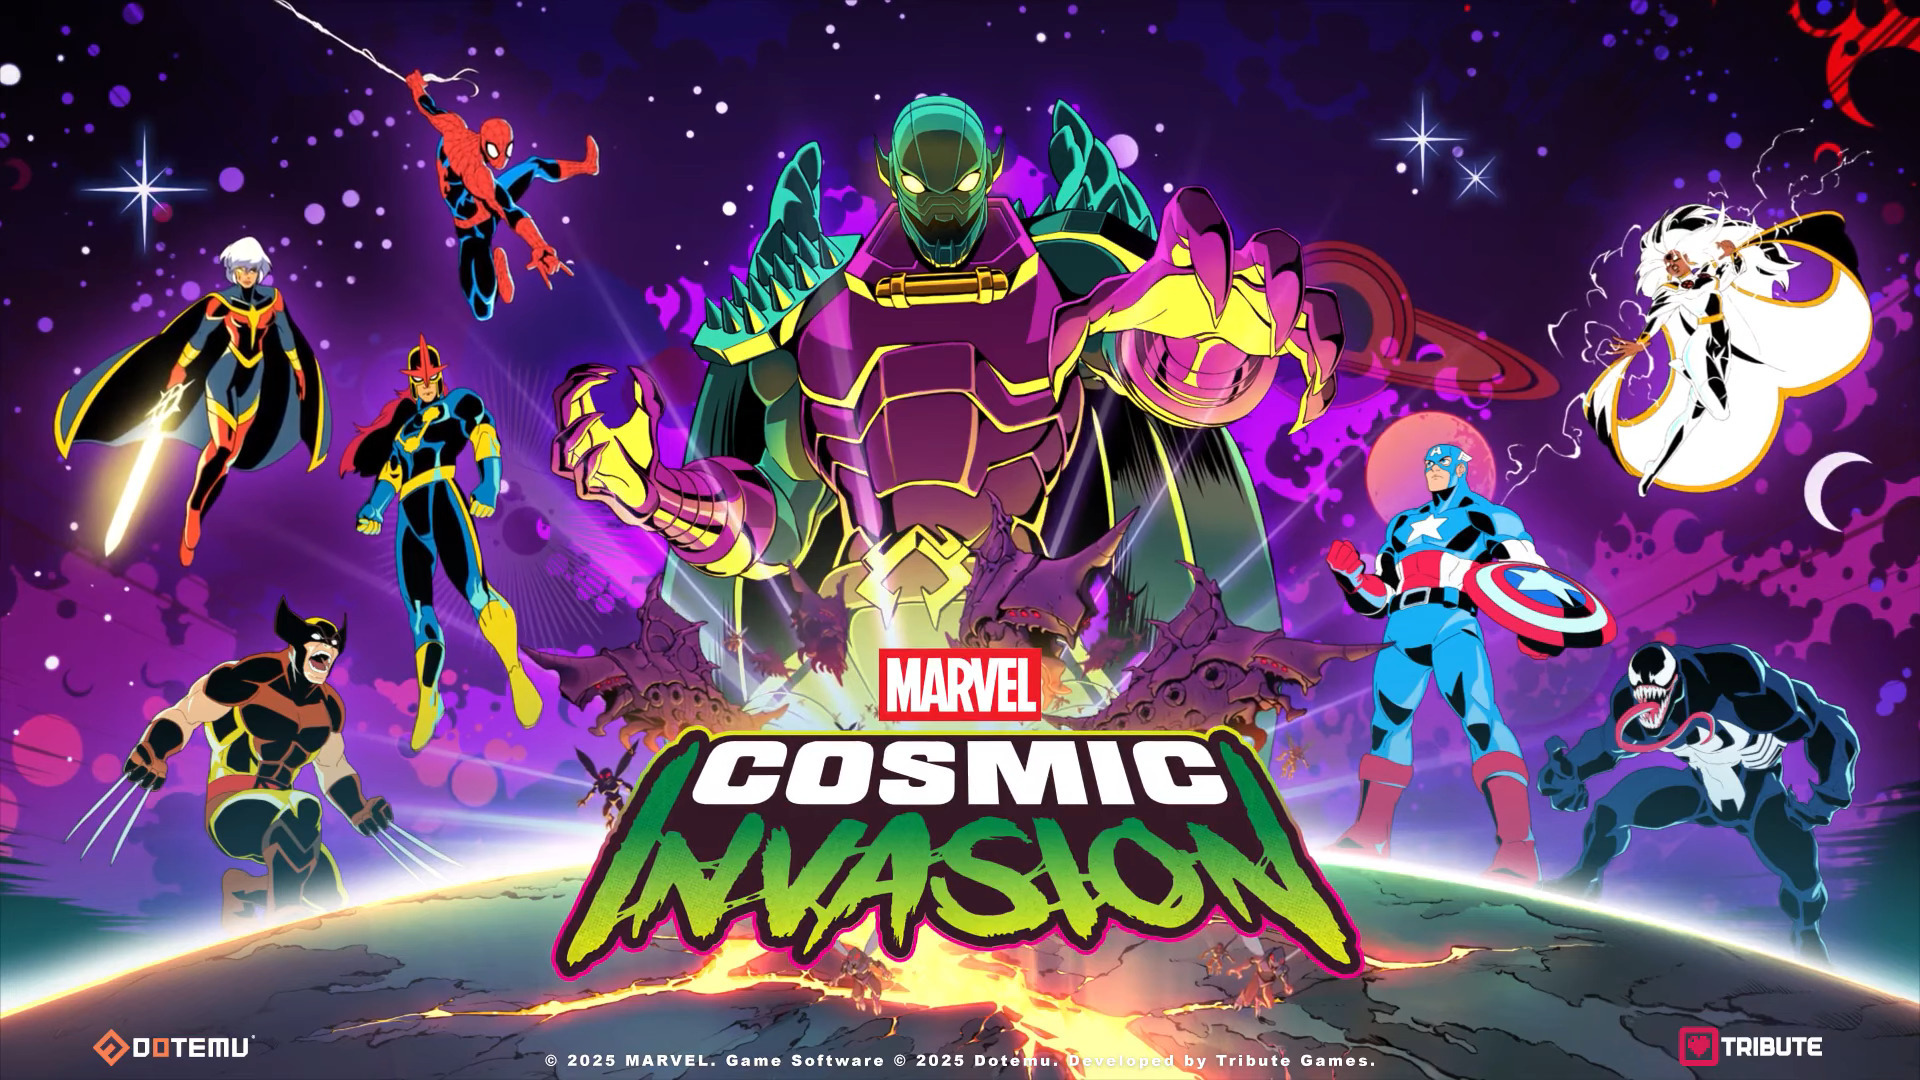 MARVEL
COSMIC
INVASION
DOTEMU
© 2025 MARVEL. Game Software © 2025 Dotemu. Developed by Tribute Games.
TRIBUTE